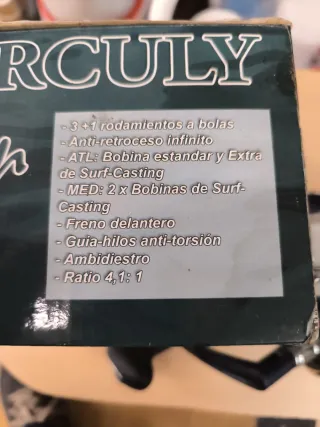 RCULY
- 3 +1 rodamientos a bolas
- Anti-retroceso infinito
- ATL: Bobina estandar y Extra
de Surf-Casting
- MED: 2 x Bobinas de Surf-
Casting
- Freno delantero
- Guia-hilos anti-torsión
- Ambidiestro
- Ratio 4,1: 1